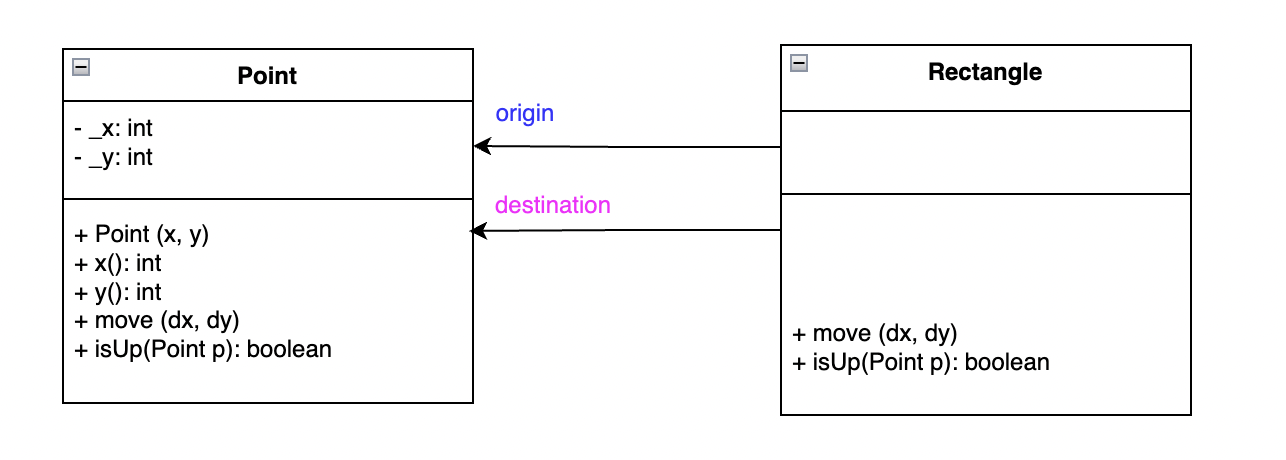 Point
- _x: int
- _y: int
+ Point (x, y)
+ x(): int
+ y(): int
+ move (dx, dy)
+ isUp(Point p): boolean
origin
destination
Rectangle
+ move (dx, dy)
+ isUp(Point p): boolean